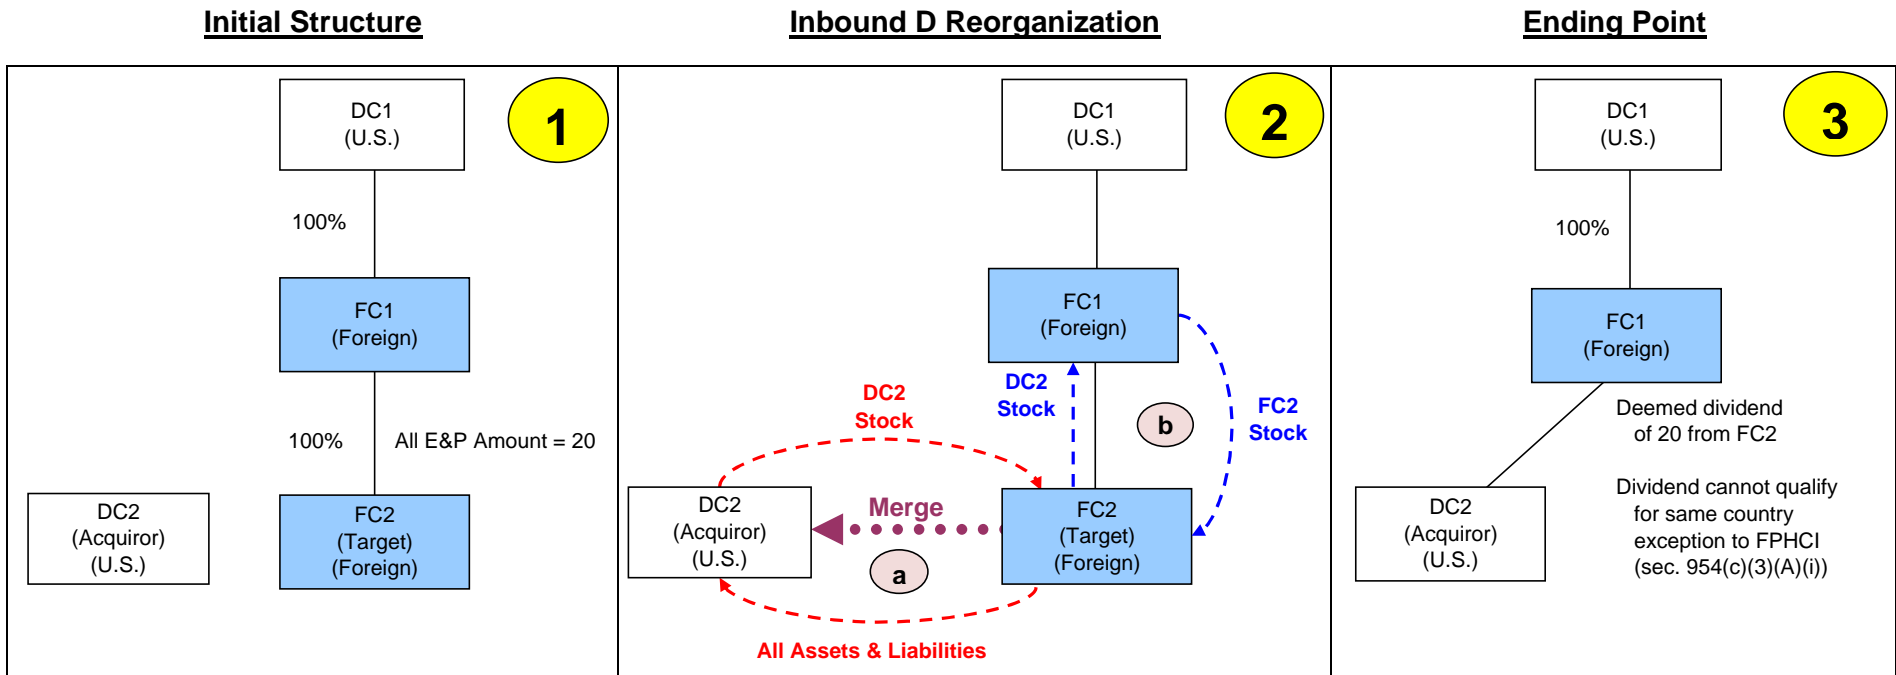 Initial Structure
Inbound D Reorganization
Ending Point
DC1
(U.S.)
1
100%
FC1
(Foreign)
100%
All E&P Amount = 20
DC2
(Acquiror)
(U.S.)
FC2
(Target)
(Foreign)
DC1
(U.S.)
2
FC1
(Foreign)
DC2
Stock
DC2
Stock
b
FC2
Stock
DC2
(Acquiror)
(U.S.)
Merge
a
FC2
(Target)
(Foreign)
All Assets & Liabilities
DC1
(U.S.)
3
100%
FC1
(Foreign)
Deemed dividend
of 20 from FC2
Dividend cannot qualify
for same country
exception to FPHCI
(sec. 954(c)(3)(A)(i))
DC2
(Acquiror)
(U.S.)